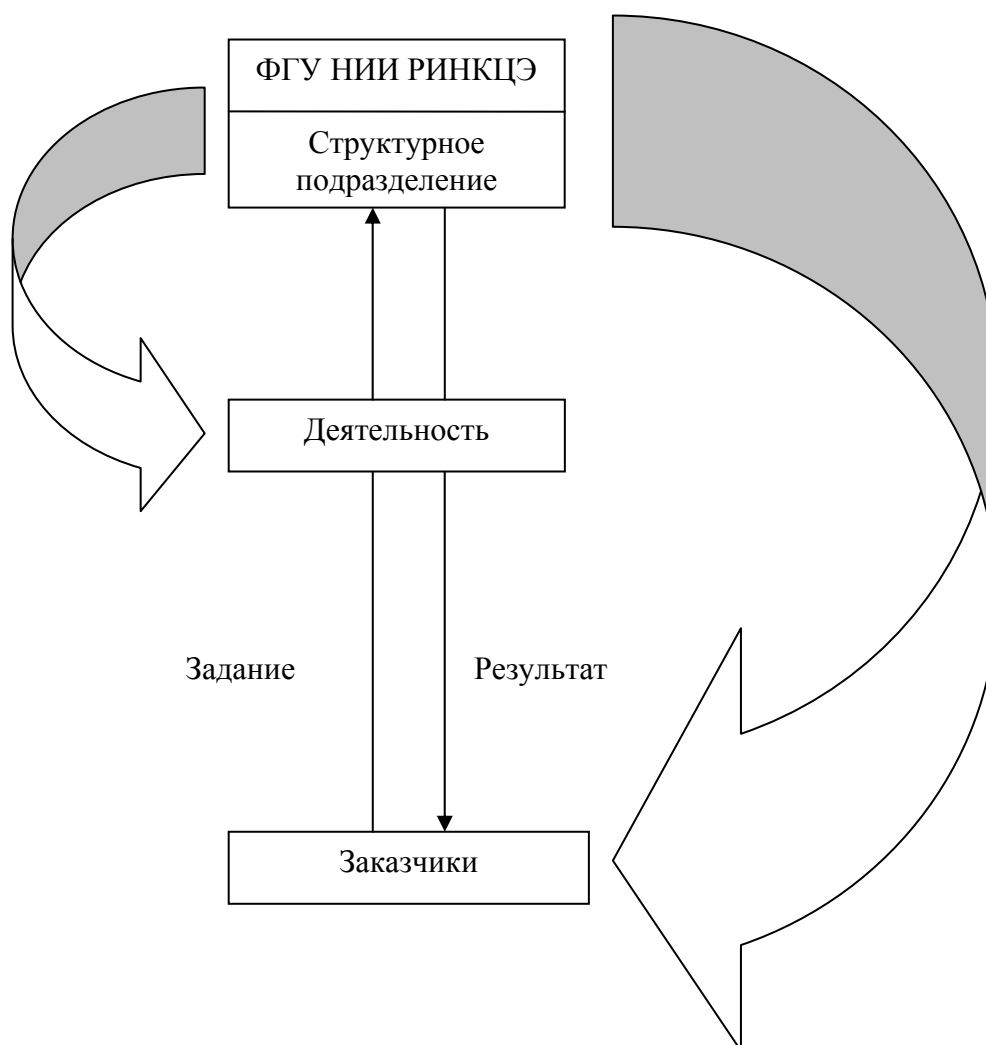 ФГУ НИИ РИНКЦЭ
Структурное
подразделение
Деятельность
Задание
Результат
Заказчики